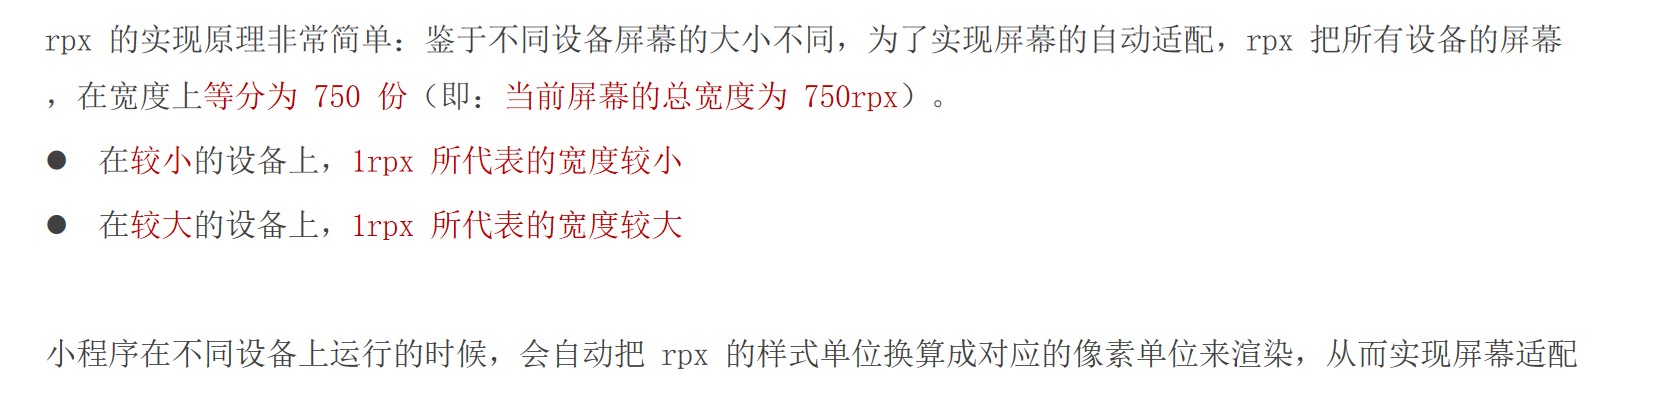 rpx 的实现原理非常简单：鉴于不同设备屏幕的大小不同，为了实现屏幕的自动适配，rpx 把所有设备的屏幕
，在宽度上等分为 750 份（即：当前屏幕的总宽度为 750rpx）。
● 在较小的设备上，1rpx 所代表的宽度较小
● 在较大的设备上，1rpx 所代表的宽度较大
小程序在不同设备上运行的时候，会自动把 rpx 的样式单位换算成对应的像素单位来渲染，从而实现屏幕适配